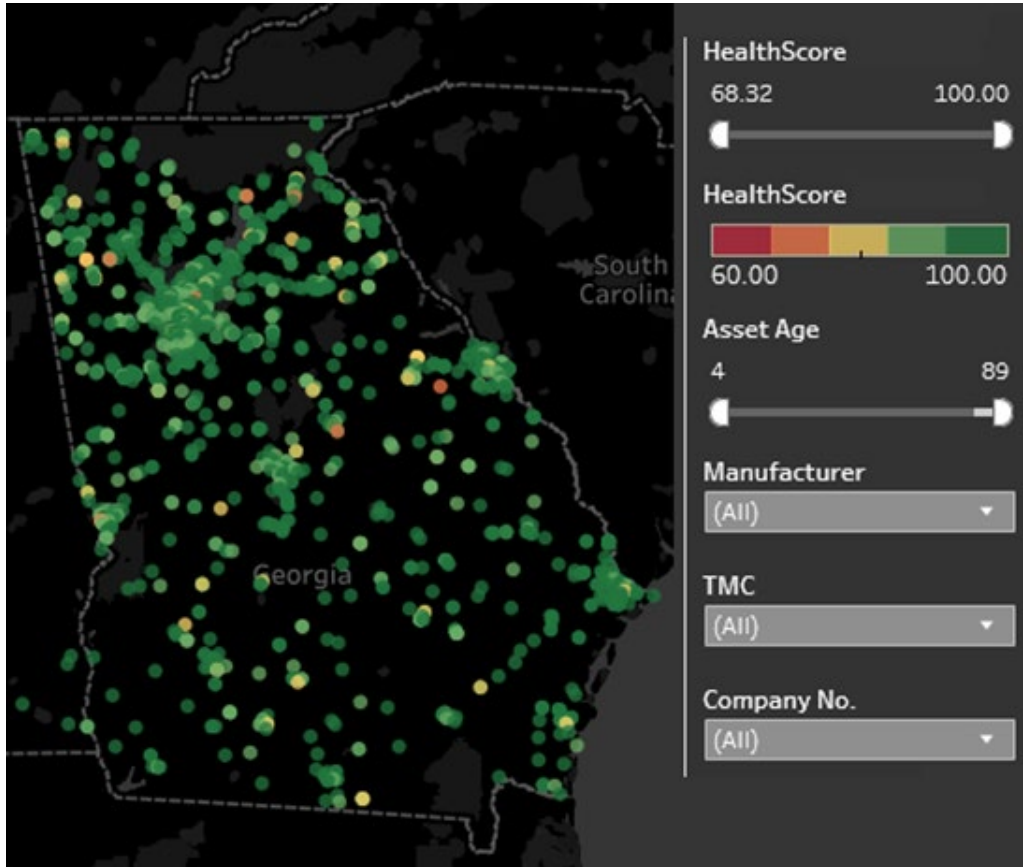 HealthScore
68.32 100.00
HealthScore
60.00 100.00
Asset Age
4 89
Manufacturer
(All)
TMC
(All)
Company No.
(All)
South
Carolina
Georgia